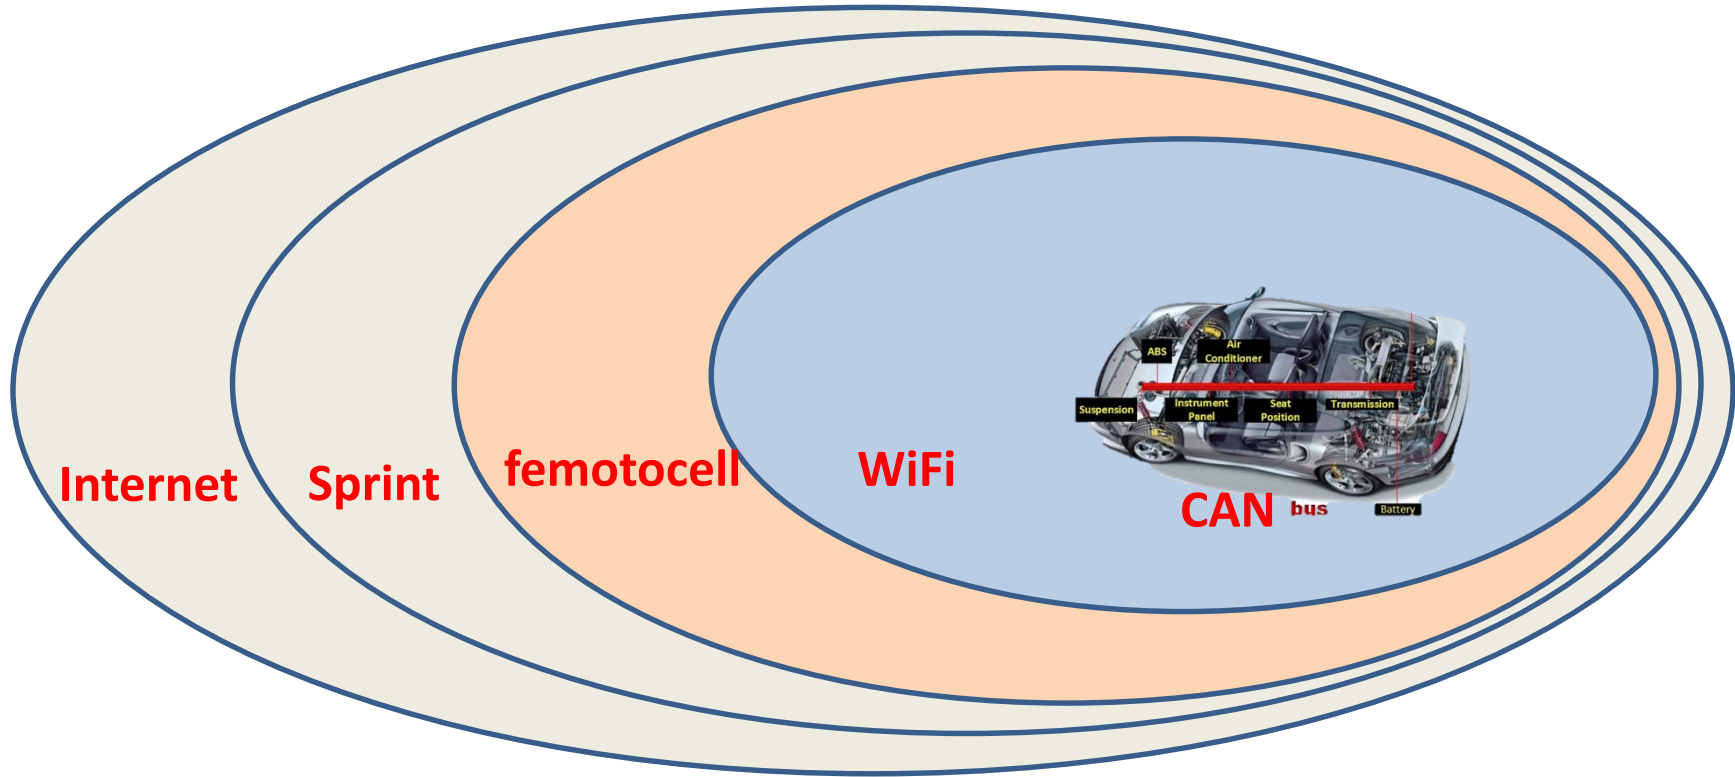 Internet
Sprint
femotocell
WiFi
ABS
Air
Conditioner
Suspension
Instrument
Panel
Seat
Position
Transmission
CAN bus
Battery